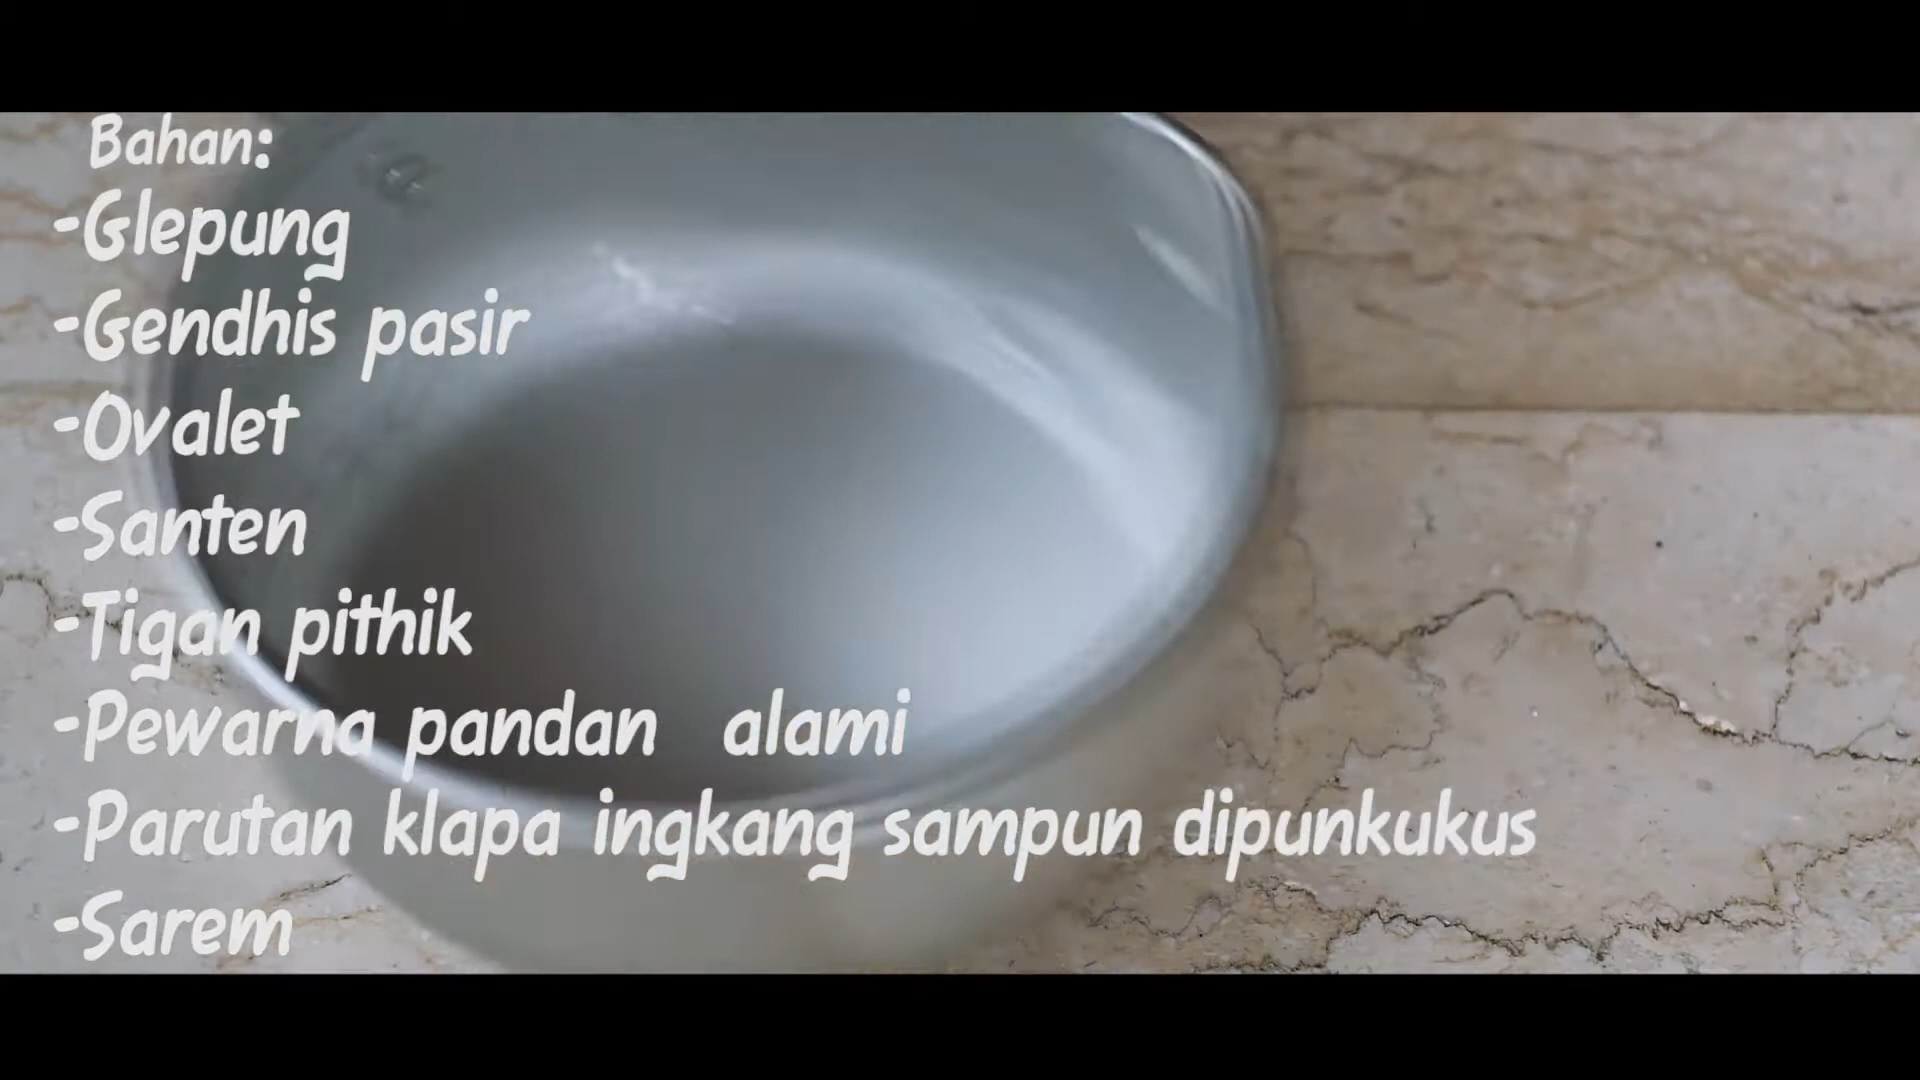 Bahan:
-Glepung
-Gendhis pasir
-Ovalet
-Santen
-Tigan pithik
-Pewarna pandan alami
-Parutan klapa ingkang sampun dipunkukus
-Sarem